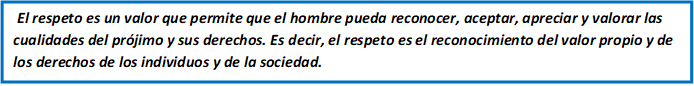 El respeto es un valor que permite que el hombre pueda reconocer, aceptar, apreciar y valorar las
cualidades del prójimo y sus derechos. Es decir, el respeto es el reconocimiento del valor propio y de
los derechos de los individuos y de la sociedad.